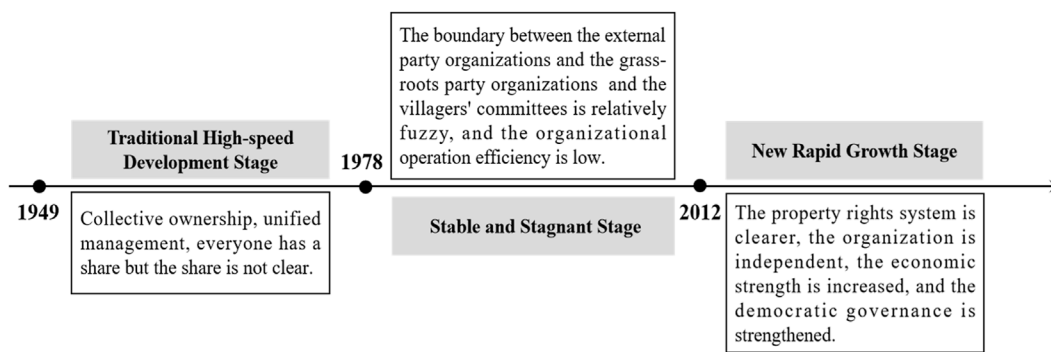 Traditional High-speed
Development Stage
1949
Collective ownership, unified
management, everyone has a
share but the share is not clear.
1978
The boundary between the external
party organizations and the grass-
roots party organizations and the
villagers' committees is relatively
fuzzy, and the organizational
operation efficiency is low.
Stable and Stagnant Stage
2012
New Rapid Growth Stage
The property rights system is
clearer, the organization is
independent, the economic
strength is increased, and the
democratic governance is
strengthened.